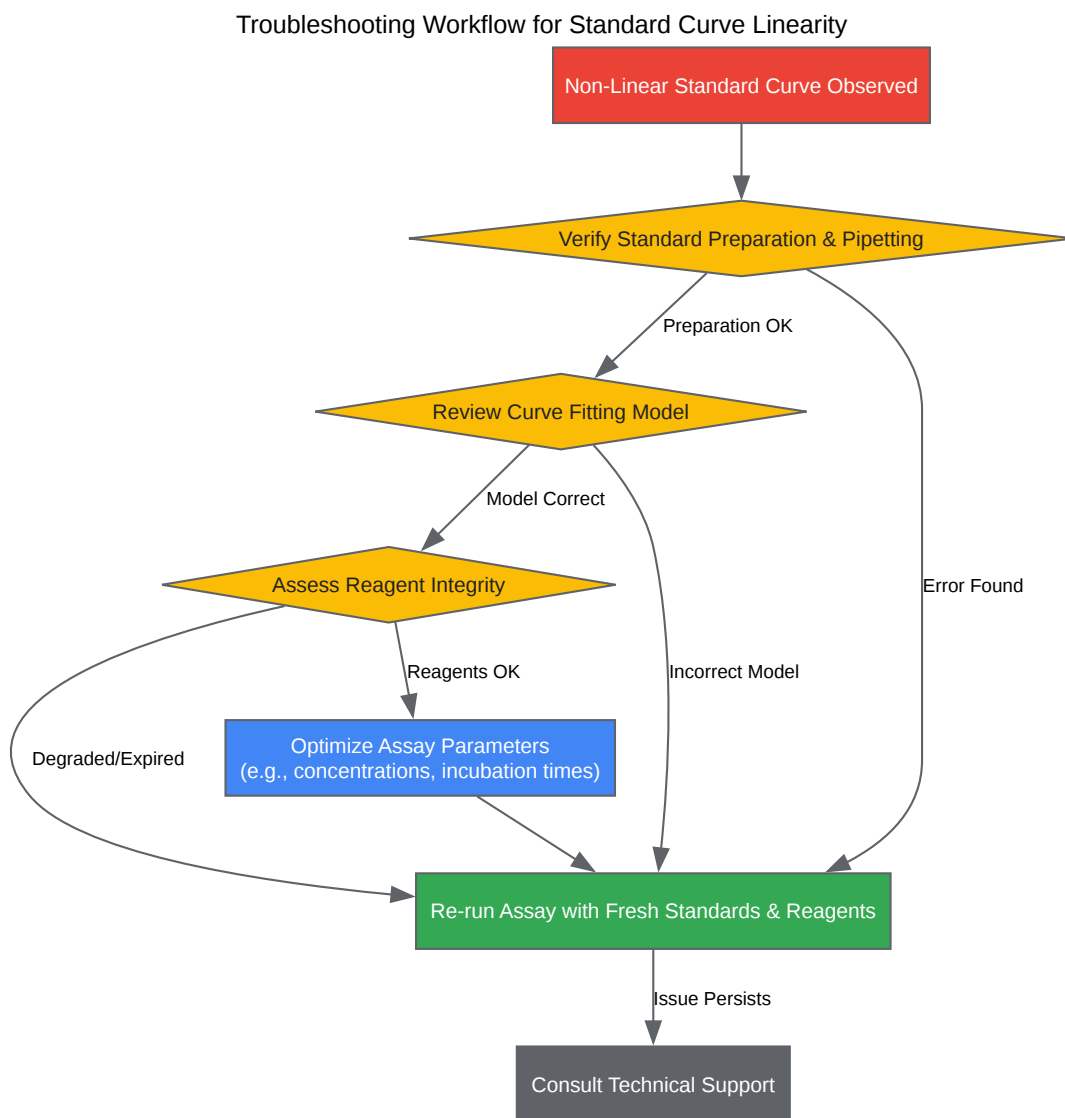 Troubleshooting Workflow for Standard Curve Linearity
Non-Linear Standard Curve Observed
Verify Standard Preparation & Pipetting
Preparation OK
Review Curve Fitting Model
Model Correct
Assess Reagent Integrity
Error Found
Reagents OK
Incorrect Model
Optimize Assay Parameters
(e.g., concentrations, incubation times)
Degraded/Expired
Re-run Assay with Fresh Standards & Reagents
Issue Persists
Consult Technical Support